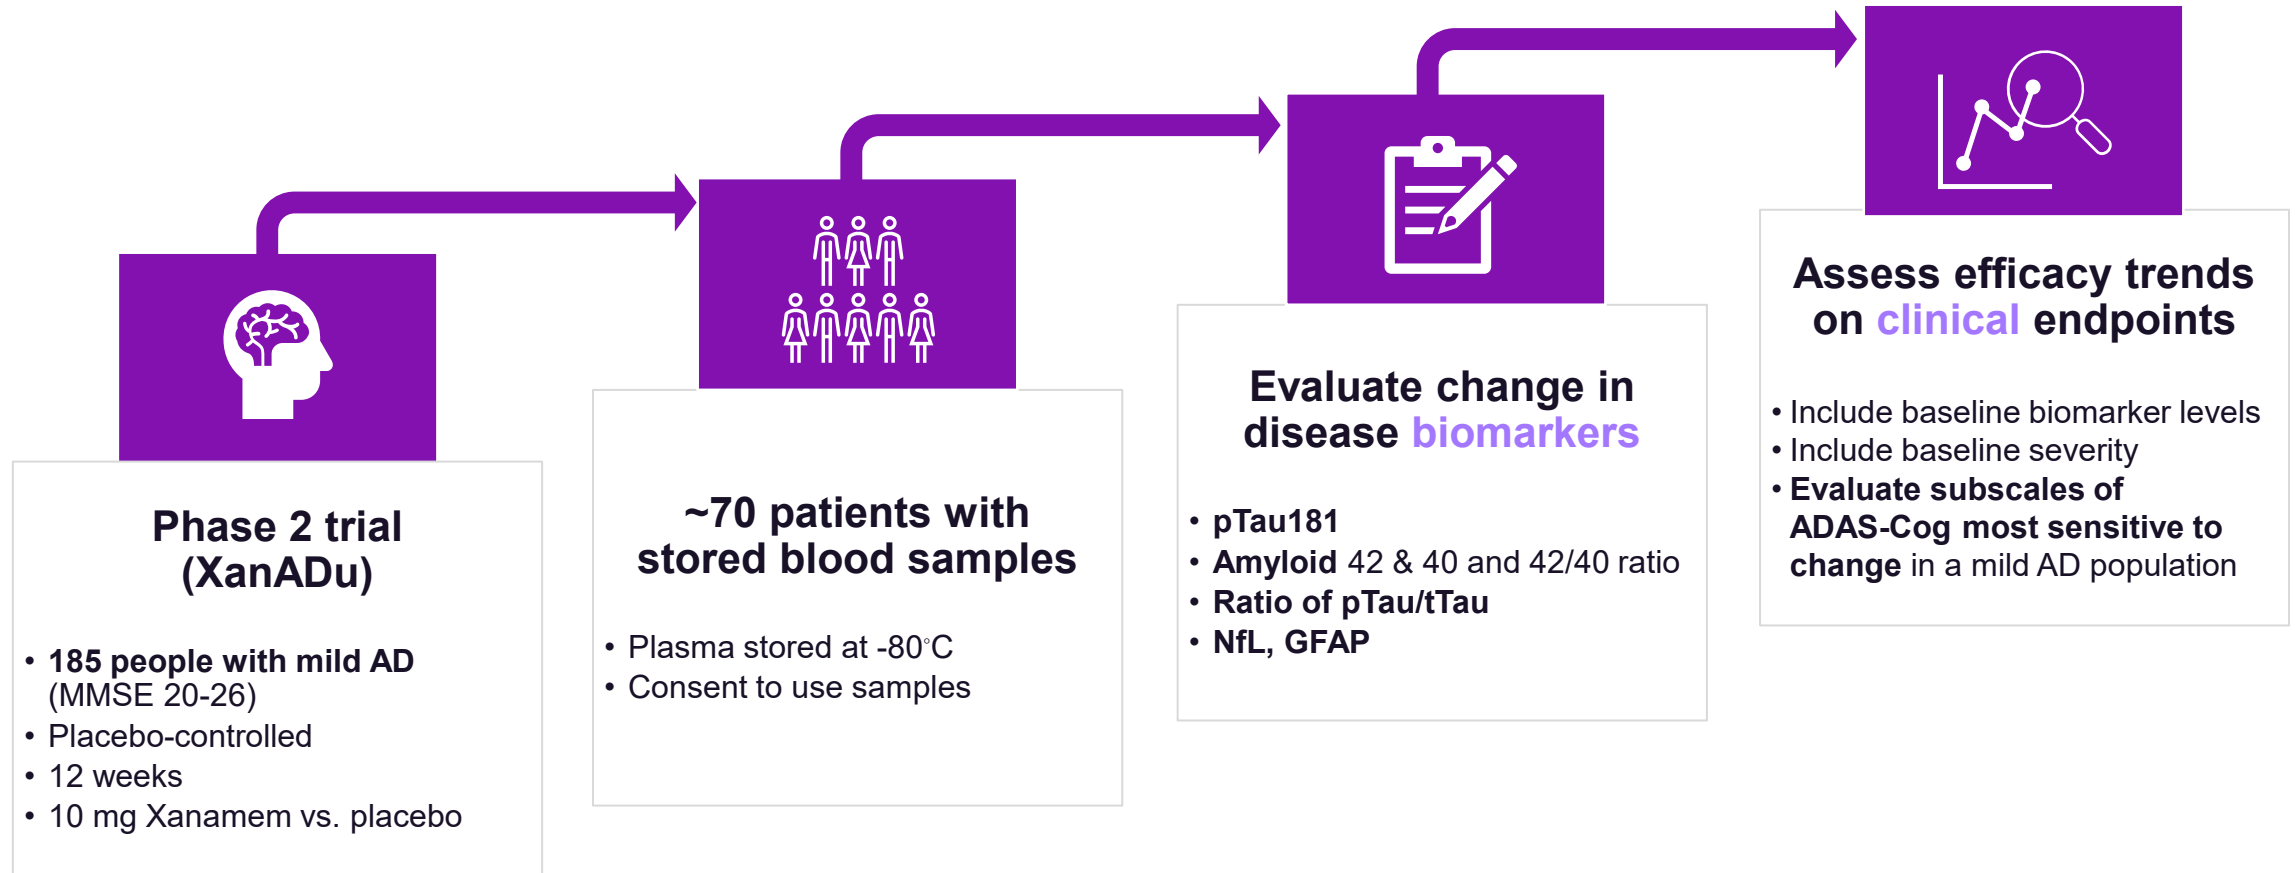 Phase 2 trial
(XanADu)
• 185 people with mild AD
(MMSE 20-26)
• Placebo-controlled
• 12 weeks
• 10 mg Xanamem vs. placebo
~70 patients with
stored blood samples
• Plasma stored at -80°C
• Consent to use samples
Evaluate change in
disease biomarkers
• pTau181
• Amyloid 42 & 40 and 42/40 ratio
• Ratio of pTau/tTau
• NfL, GFAP
Assess efficacy trends
on clinical endpoints
• Include baseline biomarker levels
• Include baseline severity
• Evaluate subscales of
ADAS-Cog most sensitive to
change in a mild AD population